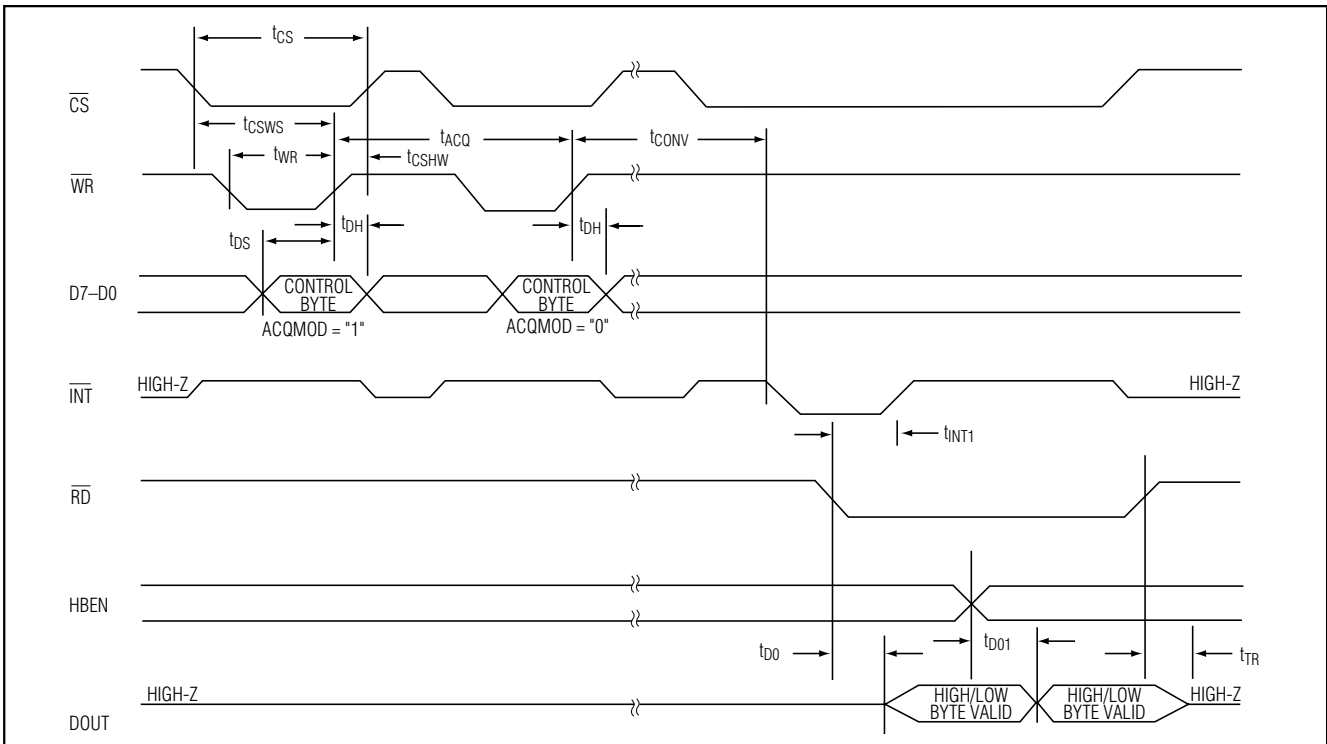 tCS
CS
tCSWS
tACQ
tCONV
tWR
tCSHW
WR
tDH
tDH
tDS
D7–D0
CONTROL
BYTE
CONTROL
BYTE
ACQMOD = "1"
ACQMOD = "0"
HIGH-Z
HIGH-Z
INT
tINT1
RD
HBEN
tD0
tD01
tTR
HIGH-Z
HIGH/LOW
BYTE VALID
HIGH/LOW
BYTE VALID
HIGH-Z
DOUT